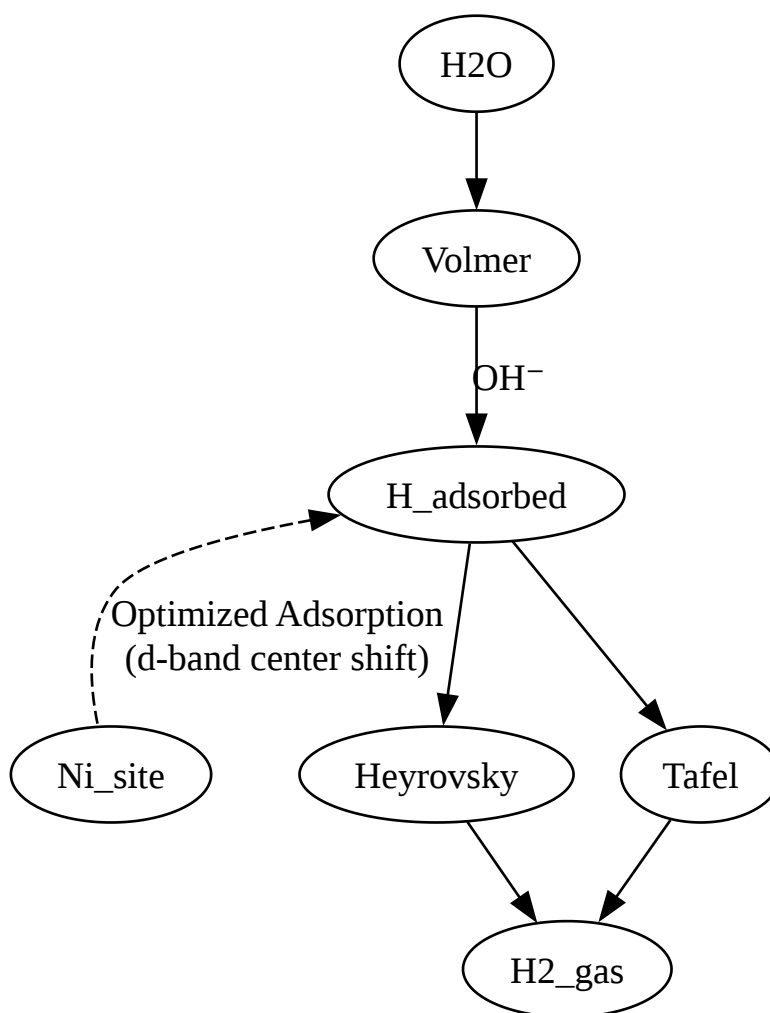 H2O
Volmer
OH⁻
H_adsorbed
Optimized Adsorption
(d-band center shift)
Ni_site
Heyrovsky
Tafel
H2_gas